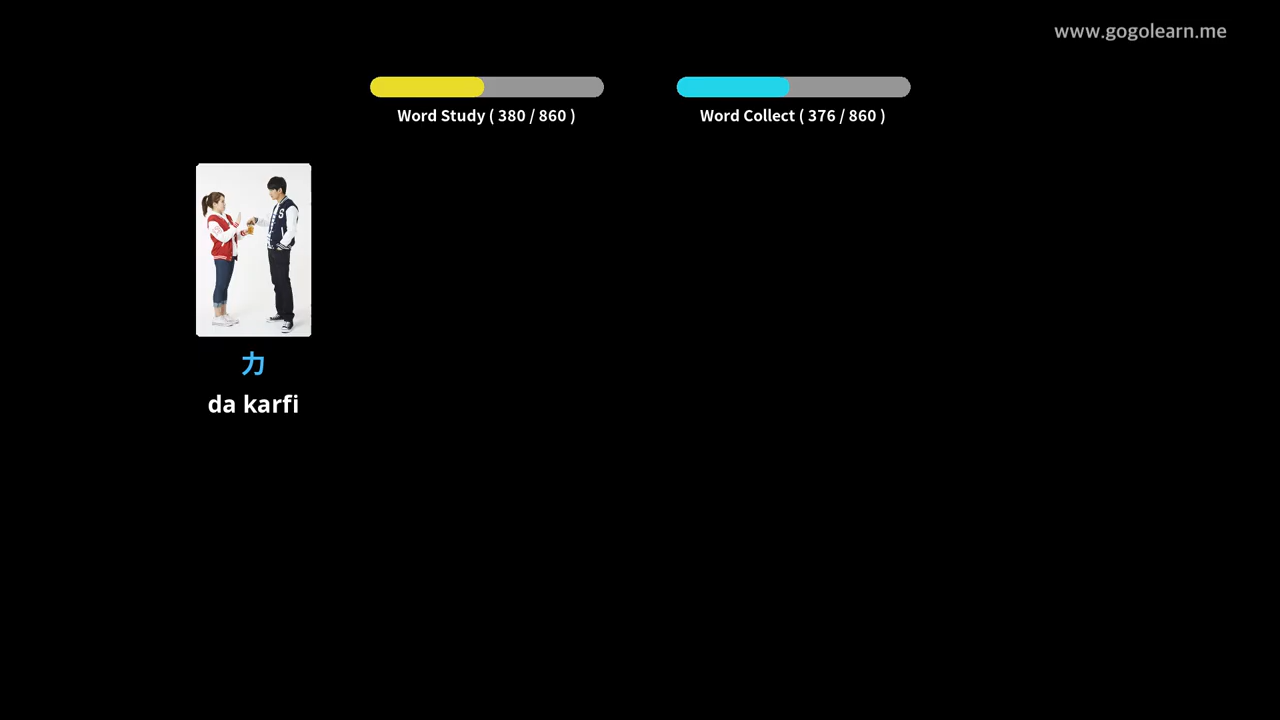 www.gogolearn.me
Word Study ( 380 / 860 )
Word Collect ( 376 / 860 )
力
da karfi